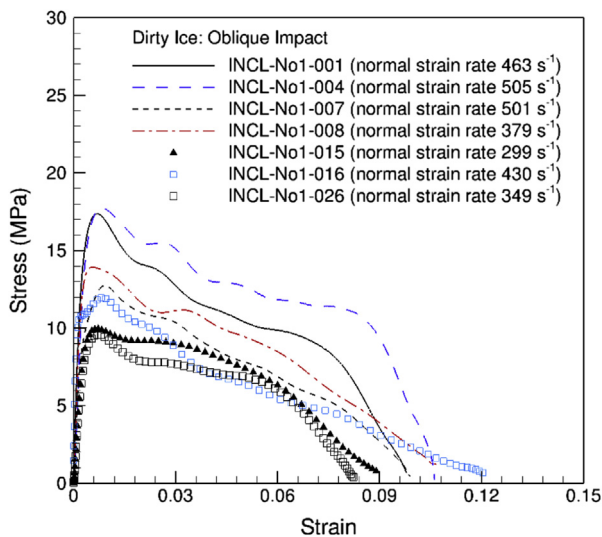 Dirty Ice: Oblique Impact
INCL-No1-001 (normal strain rate 463 s⁻¹)
INCL-No1-004 (normal strain rate 505 s⁻¹)
INCL-No1-007 (normal strain rate 501 s⁻¹)
INCL-No1-008 (normal strain rate 379 s⁻¹)
INCL-No1-015 (normal strain rate 299 s⁻¹)
INCL-No1-016 (normal strain rate 430 s⁻¹)
INCL-No1-026 (normal strain rate 349 s⁻¹)
Stress (MPa)
30
25
20
15
10
5
0
0 0.03 0.06 0.09 0.12 0.15
Strain